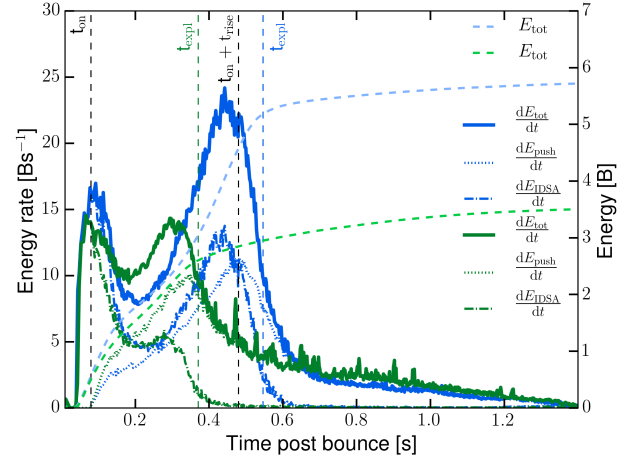 t_on
t_expl
t_on + t_rise
t_expl
E_tot
E_tot
dE_tot/dt
dE_push/dt
dE_IDSA/dt
dE_tot/dt
dE_push/dt
dE_IDSA/dt
Energy rate [Bs⁻¹]
30
25
20
15
10
5
0
Energy [B]
7
6
5
4
3
2
1
0
0.2
0.4
0.6
0.8
1.0
1.2
Time post bounce [s]